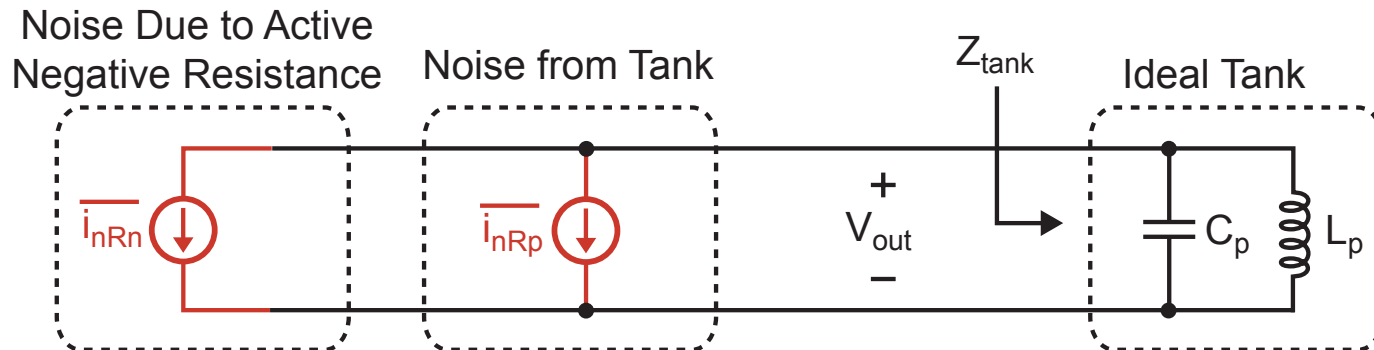 Noise Due to Active
Negative Resistance
Noise from Tank
Z_tank
Ideal Tank
i_nRn
i_nRp
+
V_out
−
C_p
L_p